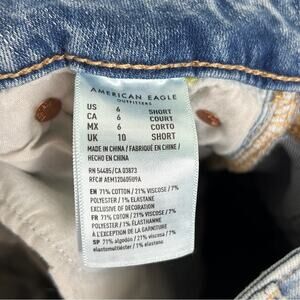 AMERICAN EAGLE
OUTFITTERS
US 6 SHORT
CA 6 COURT
MX 6 CORTO
UK 10 SHORT
MADE IN CHINA / FABRIQUÉ EN CHINE /
HECHO EN CHINA
RN 54485/CA 03873
RFC# AEM12060509A
EN 71% COTTON / 21% VISCOSE / 7%
POLYESTER / 1% ELASTANE
EXCLUSIVE OF DECORATION
FR 71% COTON / 21% VISCOSE / 7%
POLYESTER / 1% ÉLASTHANNE
À L'EXCEPTION DE LA GARNITURE
SP 71% algodón / 21% viscosa / 7%
elastomultiéster / 1% elastano